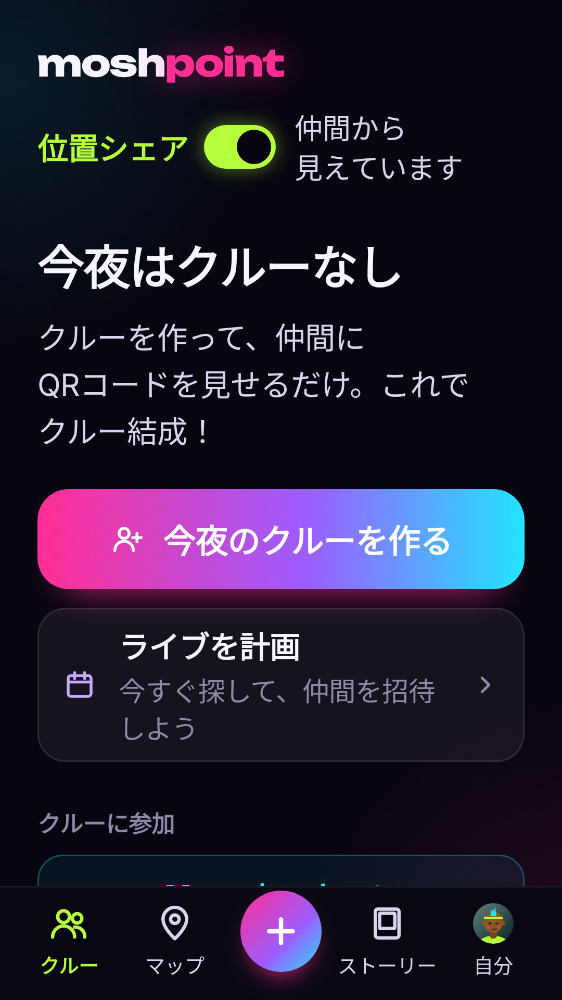 moshpoint
位置シェア
仲間から
見えています
今夜はクルーなし
クルーを作って、仲間に
QRコードを見せるだけ。これで
クルー結成！
今夜のクルーを作る
ライブを計画
今すぐ探して、仲間を招待
しよう
クルーに参加
クルー
マップ
ストーリー
自分